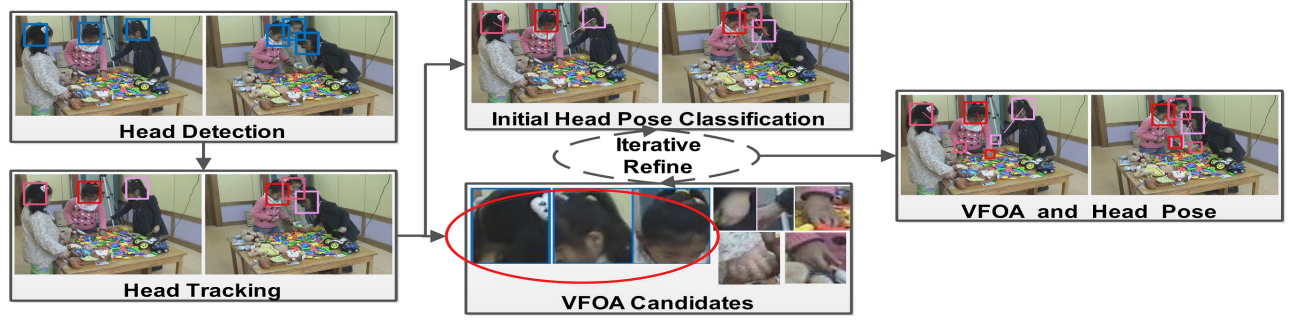 Head Detection
Head Tracking
Initial Head Pose Classification
Iterative
Refine
VFOA Candidates
VFOA and Head Pose